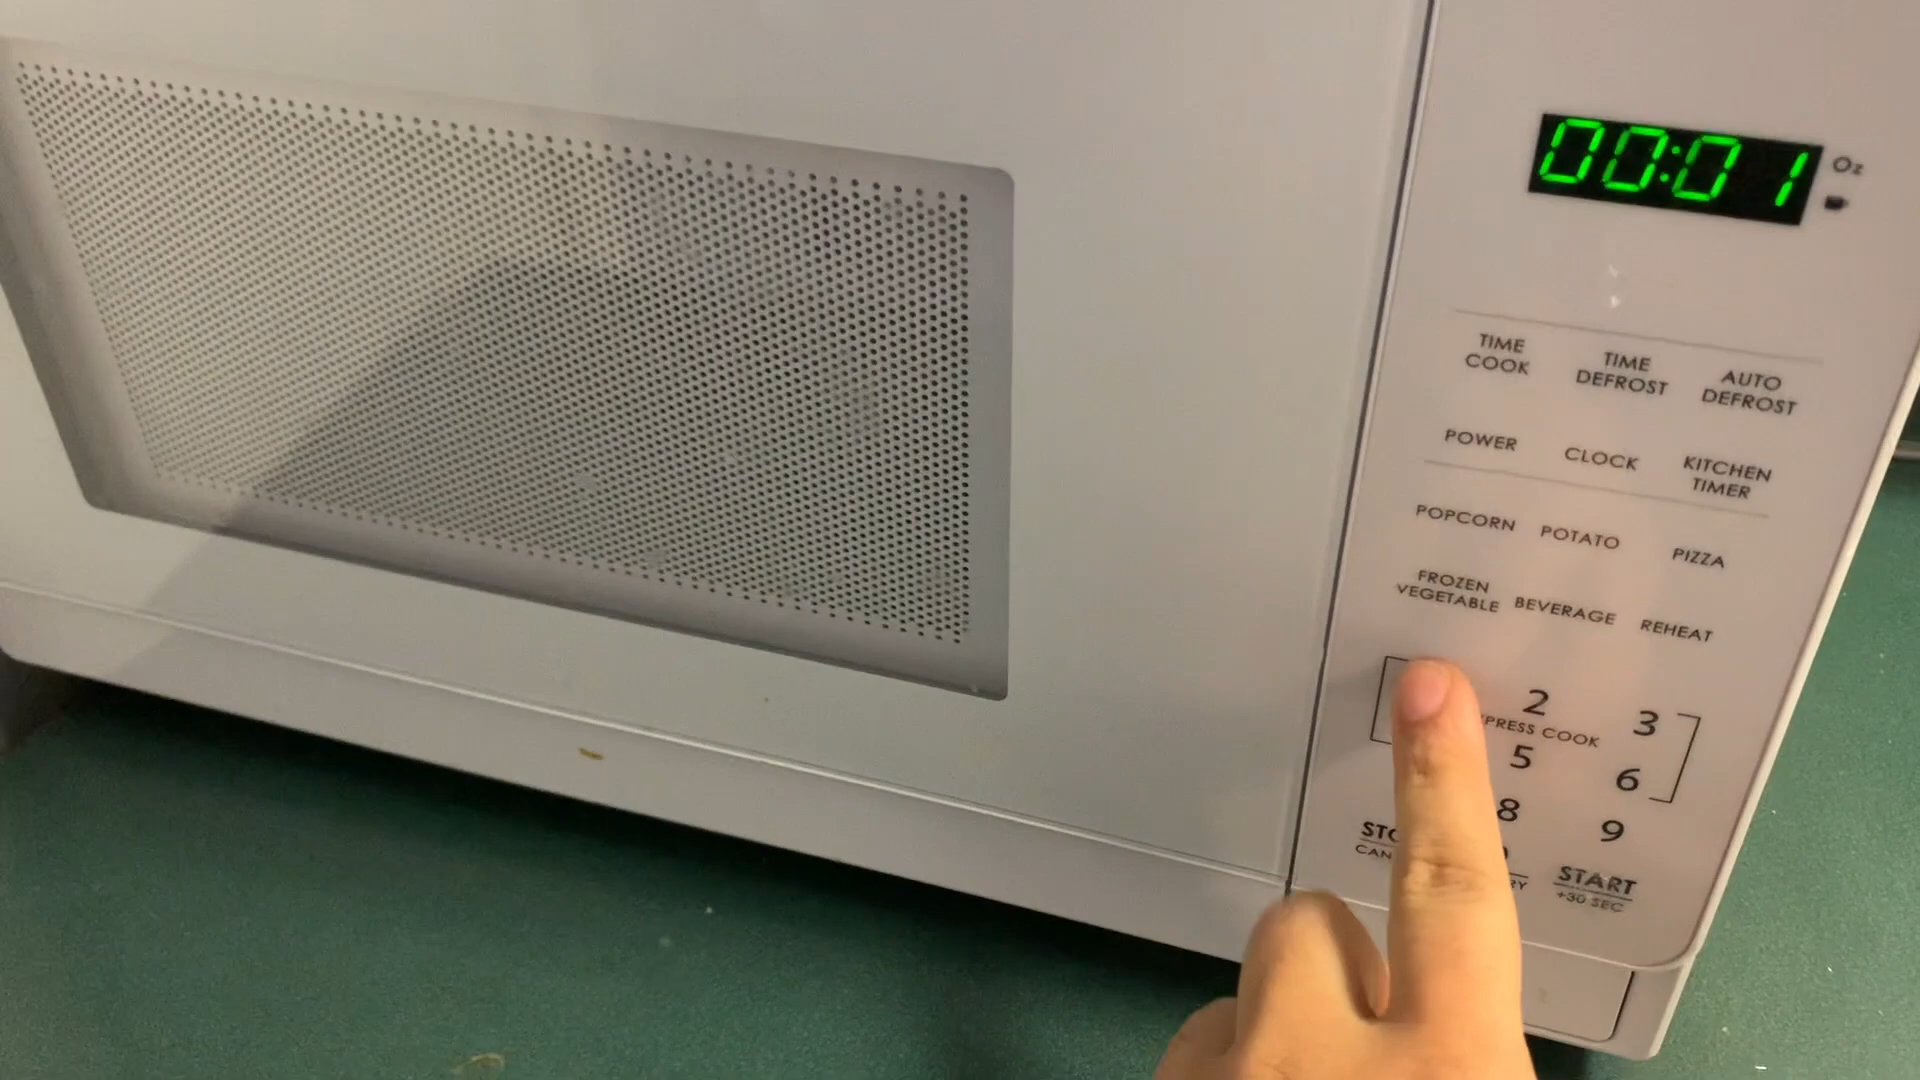 00:01
Oz
TIME COOK
TIME DEFROST
AUTO DEFROST
POWER
CLOCK
KITCHEN TIMER
POPCORN
POTATO
PIZZA
FROZEN VEGETABLE
BEVERAGE
REHEAT
2
3
PRESS COOK
5
6
8
9
START
+30 SEC